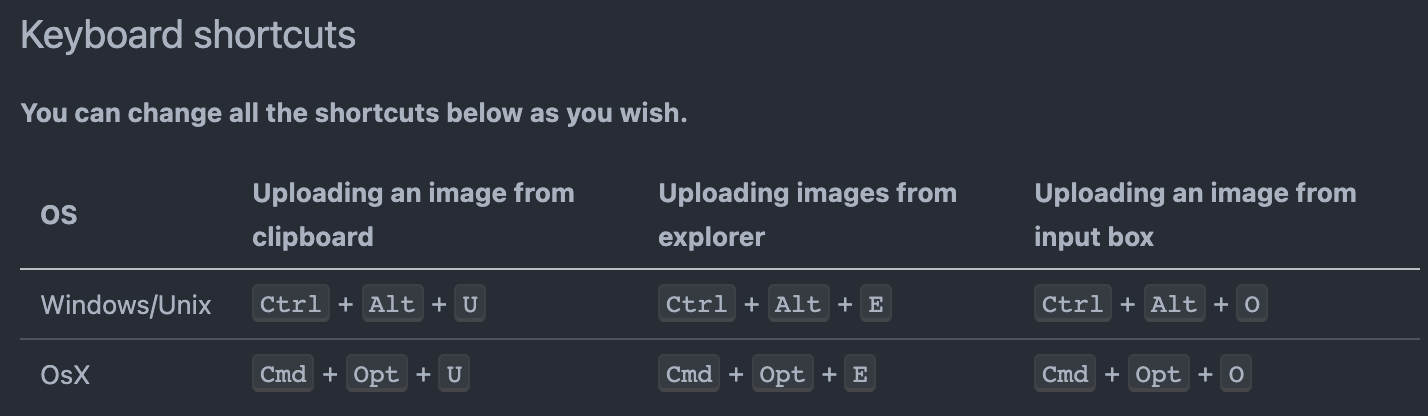 Keyboard shortcuts
You can change all the shortcuts below as you wish.
OS
Uploading an image from clipboard
Uploading images from explorer
Uploading an image from input box
Windows/Unix Ctrl + Alt + U Ctrl + Alt + E Ctrl + Alt + O
OsX Cmd + Opt + U Cmd + Opt + E Cmd + Opt + O